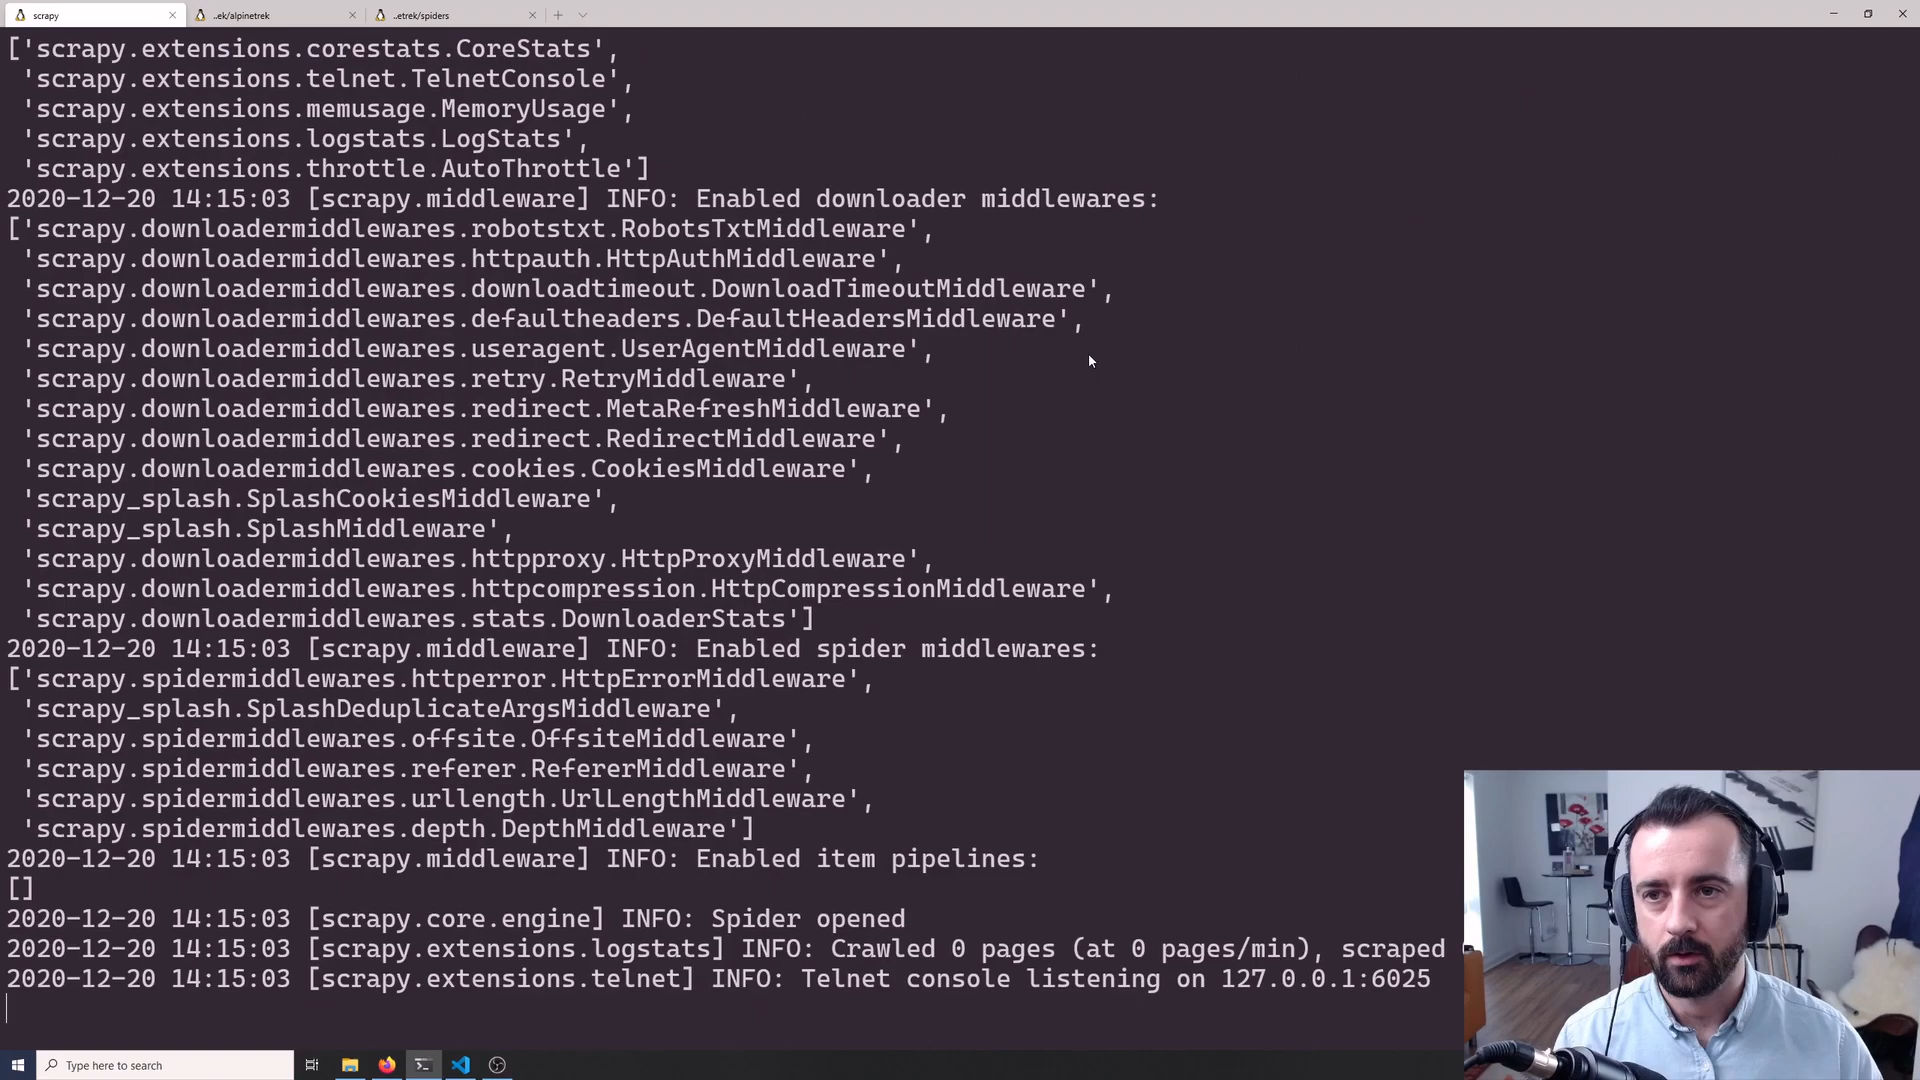 scrapy
..ek/alpinetrek
..etrek/spiders
['scrapy.extensions.corestats.CoreStats',
'scrapy.extensions.telnet.TelnetConsole',
'scrapy.extensions.memusage.MemoryUsage',
'scrapy.extensions.logstats.LogStats',
'scrapy.extensions.throttle.AutoThrottle']
2020-12-20 14:15:03 [scrapy.middleware] INFO: Enabled downloader middlewares:
['scrapy.downloadermiddlewares.robotstxt.RobotsTxtMiddleware',
'scrapy.downloadermiddlewares.httpauth.HttpAuthMiddleware',
'scrapy.downloadermiddlewares.downloadtimeout.DownloadTimeoutMiddleware',
'scrapy.downloadermiddlewares.defaultheaders.DefaultHeadersMiddleware',
'scrapy.downloadermiddlewares.useragent.UserAgentMiddleware',
'scrapy.downloadermiddlewares.retry.RetryMiddleware',
'scrapy.downloadermiddlewares.redirect.MetaRefreshMiddleware',
'scrapy.downloadermiddlewares.redirect.RedirectMiddleware',
'scrapy.downloadermiddlewares.cookies.CookiesMiddleware',
'scrapy_splash.SplashCookiesMiddleware',
'scrapy_splash.SplashMiddleware',
'scrapy.downloadermiddlewares.httpproxy.HttpProxyMiddleware',
'scrapy.downloadermiddlewares.httpcompression.HttpCompressionMiddleware',
'scrapy.downloadermiddlewares.stats.DownloaderStats']
2020-12-20 14:15:03 [scrapy.middleware] INFO: Enabled spider middlewares:
['scrapy.spidermiddlewares.httperror.HttpErrorMiddleware',
'scrapy_splash.SplashDeduplicateArgsMiddleware',
'scrapy.spidermiddlewares.offsite.OffsiteMiddleware',
'scrapy.spidermiddlewares.referer.RefererMiddleware',
'scrapy.spidermiddlewares.urllength.UrlLengthMiddleware',
'scrapy.spidermiddlewares.depth.DepthMiddleware']
2020-12-20 14:15:03 [scrapy.middleware] INFO: Enabled item pipelines:
[]
2020-12-20 14:15:03 [scrapy.core.engine] INFO: Spider opened
2020-12-20 14:15:03 [scrapy.extensions.logstats] INFO: Crawled 0 pages (at 0 pages/min), scraped
2020-12-20 14:15:03 [scrapy.extensions.telnet] INFO: Telnet console listening on 127.0.0.1:6025
Type here to search